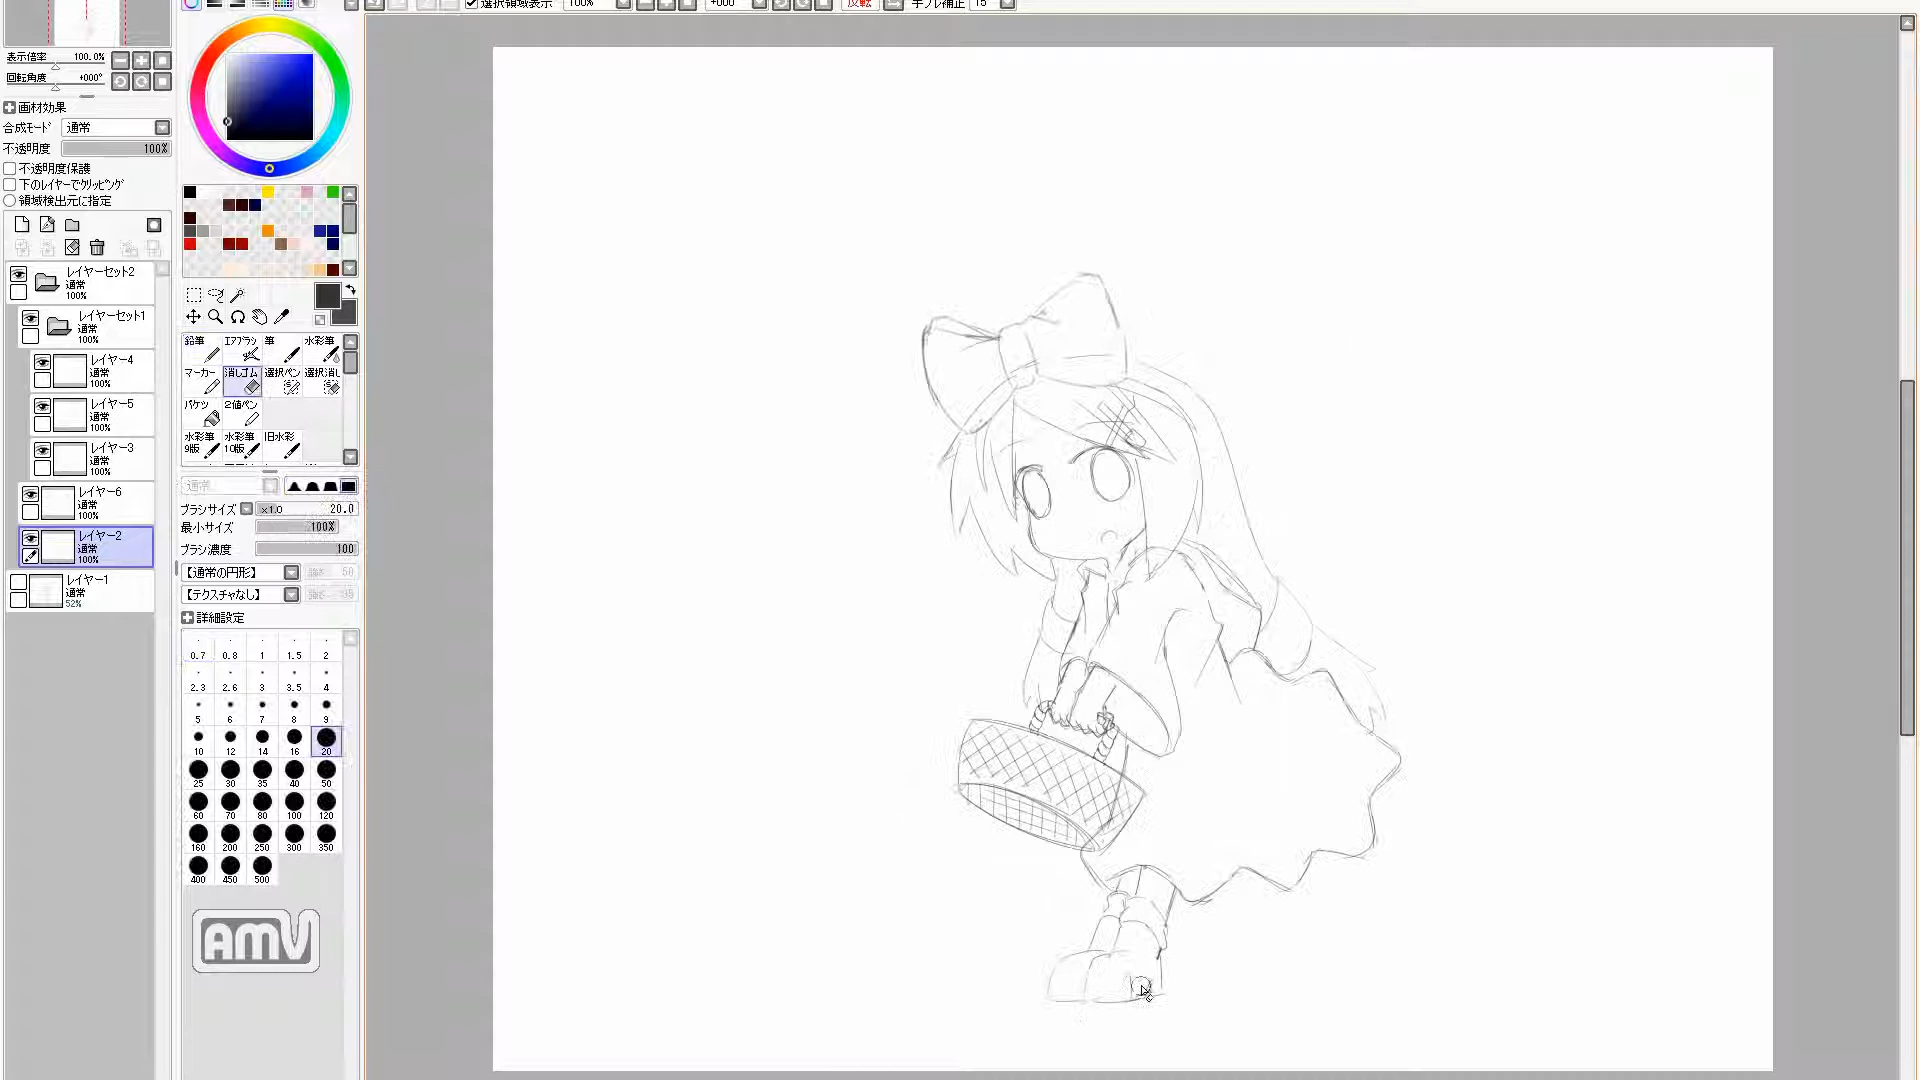 選択領域表示 100% +000° 反転 手ブレ補正 15
表示倍率 100.0%
回転角度 +000°
画材効果
合成モード 通常
不透明度 100%
不透明度保護
下のレイヤーでクリッピング
領域検出元に指定
レイヤーセット2
通常
100%
レイヤーセット1
通常
100%
レイヤー4
通常
100%
レイヤー5
通常
100%
レイヤー3
通常
100%
レイヤー6
通常
100%
レイヤー2
通常
100%
レイヤー1
通常
52%
鉛筆 エアブラシ 筆 水彩筆
マーカー 消しゴム 選択ペン 選択消し
バケツ 2値ペン
水彩筆 9版 水彩筆 10版 旧水彩
通常
ブラシサイズ x1.0 20.0
最小サイズ 100%
ブラシ濃度 100
【通常の円形】 強さ 50
【テクスチャなし】 強さ
詳細設定
0.7 0.8 1 1.5 2
2.3 2.6 3 3.5 4
5 6 7 8 9
10 12 14 16 20
25 30 35 40 50
60 70 80 100 120
160 200 250 300 350
400 450 500
AMV